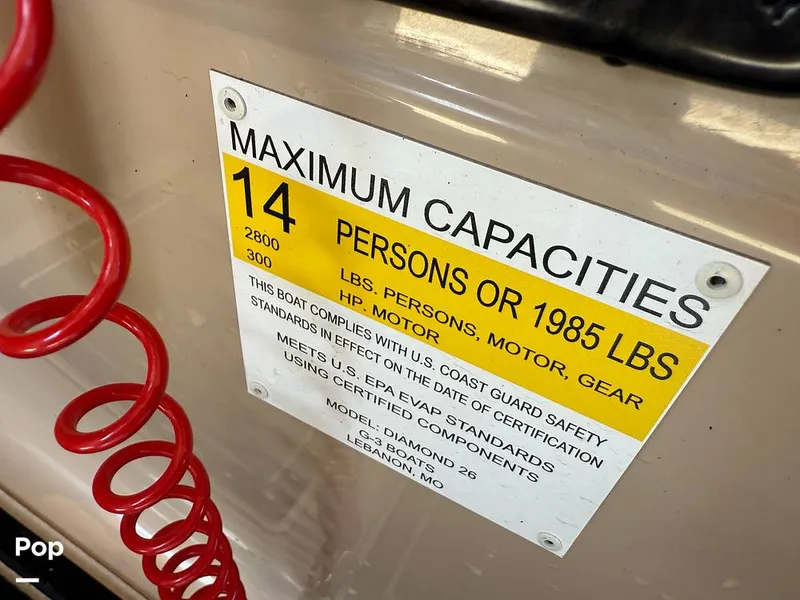 MAXIMUM CAPACITIES
14 PERSONS OR 1985 LBS
2800 LBS. PERSONS, MOTOR, GEAR
300 HP. MOTOR
THIS BOAT COMPLIES WITH U.S. COAST GUARD SAFETY
STANDARDS IN EFFECT ON THE DATE OF CERTIFICATION
MEETS U.S. EPA EVAP STANDARDS
USING CERTIFIED COMPONENTS
MODEL: DIAMOND 26
G-3 BOATS
LEBANON, MO
Pop